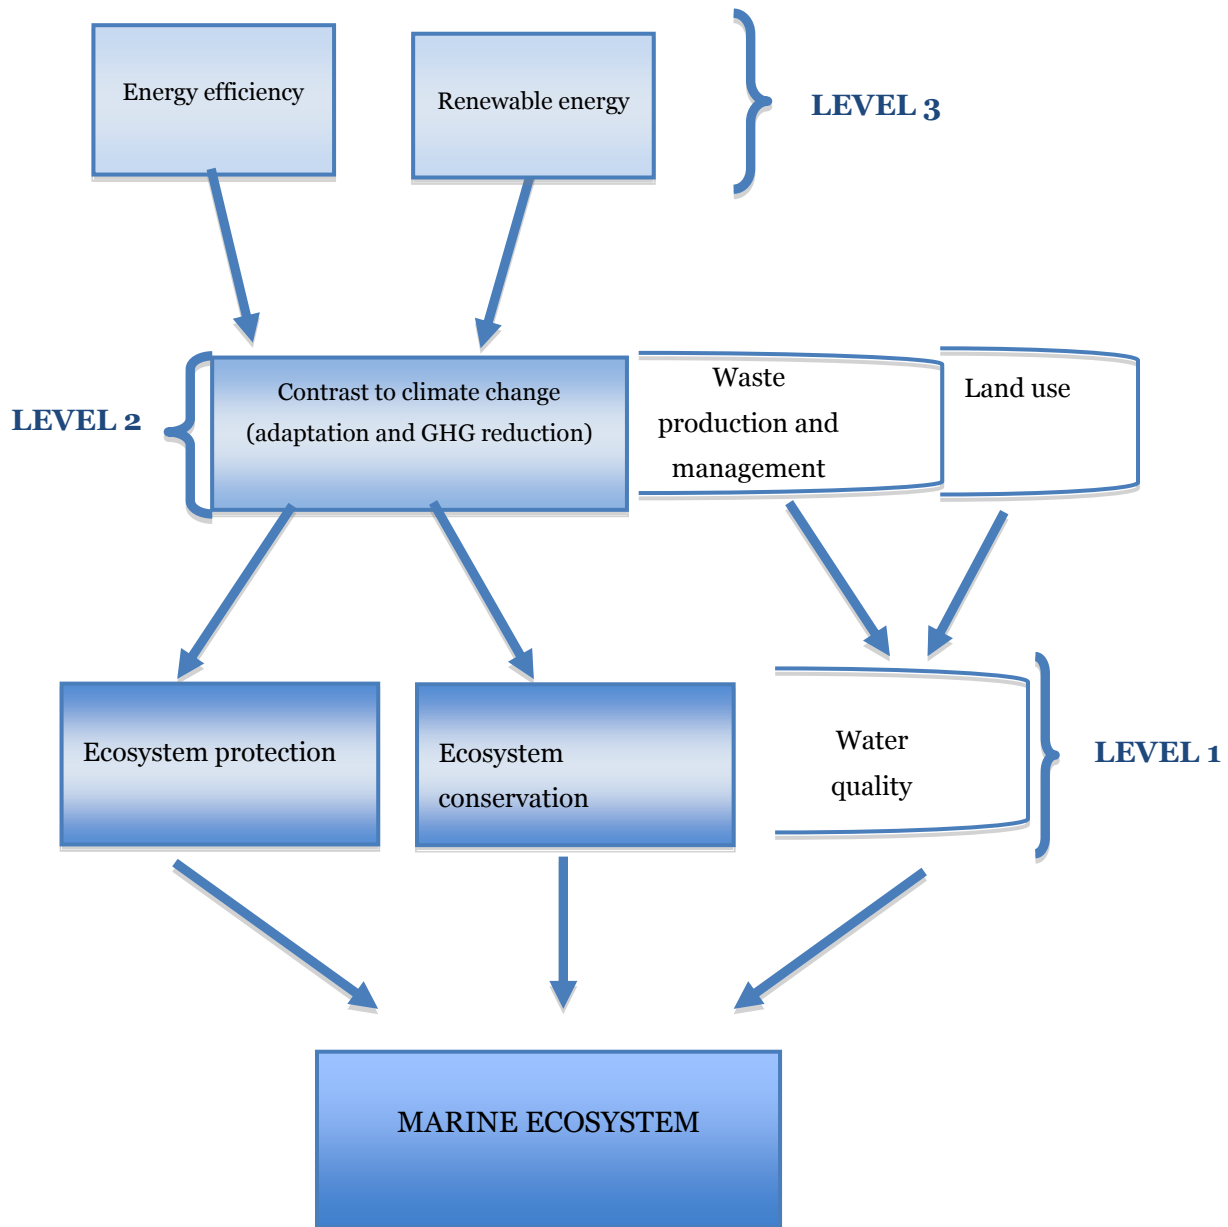 Energy efficiency
Renewable energy
LEVEL 3
LEVEL 2
Contrast to climate change
(adaptation and GHG reduction)
Waste
production and
management
Land use
Ecosystem protection
Ecosystem
conservation
Water
quality
LEVEL 1
MARINE ECOSYSTEM